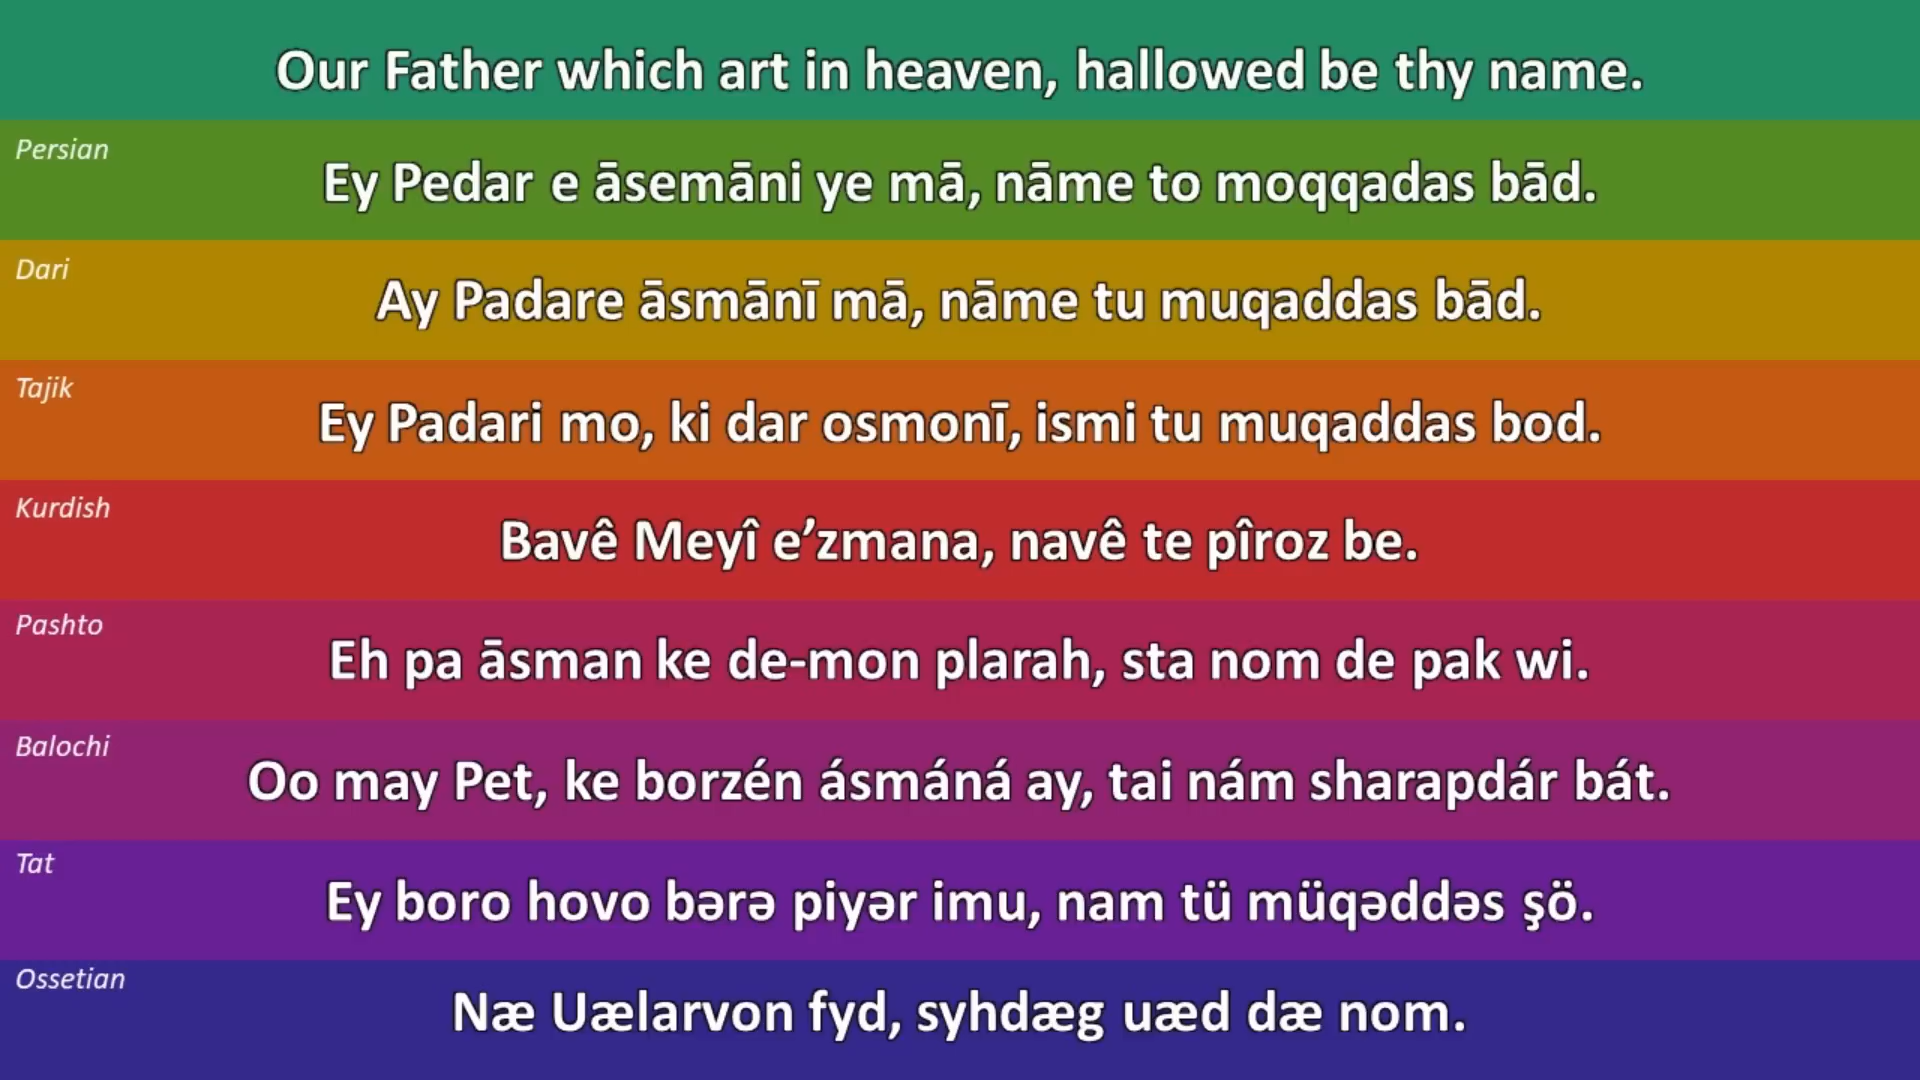 Our Father which art in heaven, hallowed be thy name.
Persian
Ey Pedar e āsemāni ye mā, nāme to moqqadas bād.
Dari
Ay Padare āsmānī mā, nāme tu muqaddas bād.
Tajik
Ey Padari mo, ki dar osmonī, ismi tu muqaddas bod.
Kurdish
Bavê Meyî e’zmana, navê te pîroz be.
Pashto
Eh pa āsman ke de-mon plarah, sta nom de pak wi.
Balochi
Oo may Pet, ke borzén ásmáná ay, tai nám sharapdár bát.
Tat
Ey boro hovo bərə piyər imu, nam tü müqəddəs şö.
Ossetian
Næ Uælarvon fyd, syhdæg uæd dæ nom.